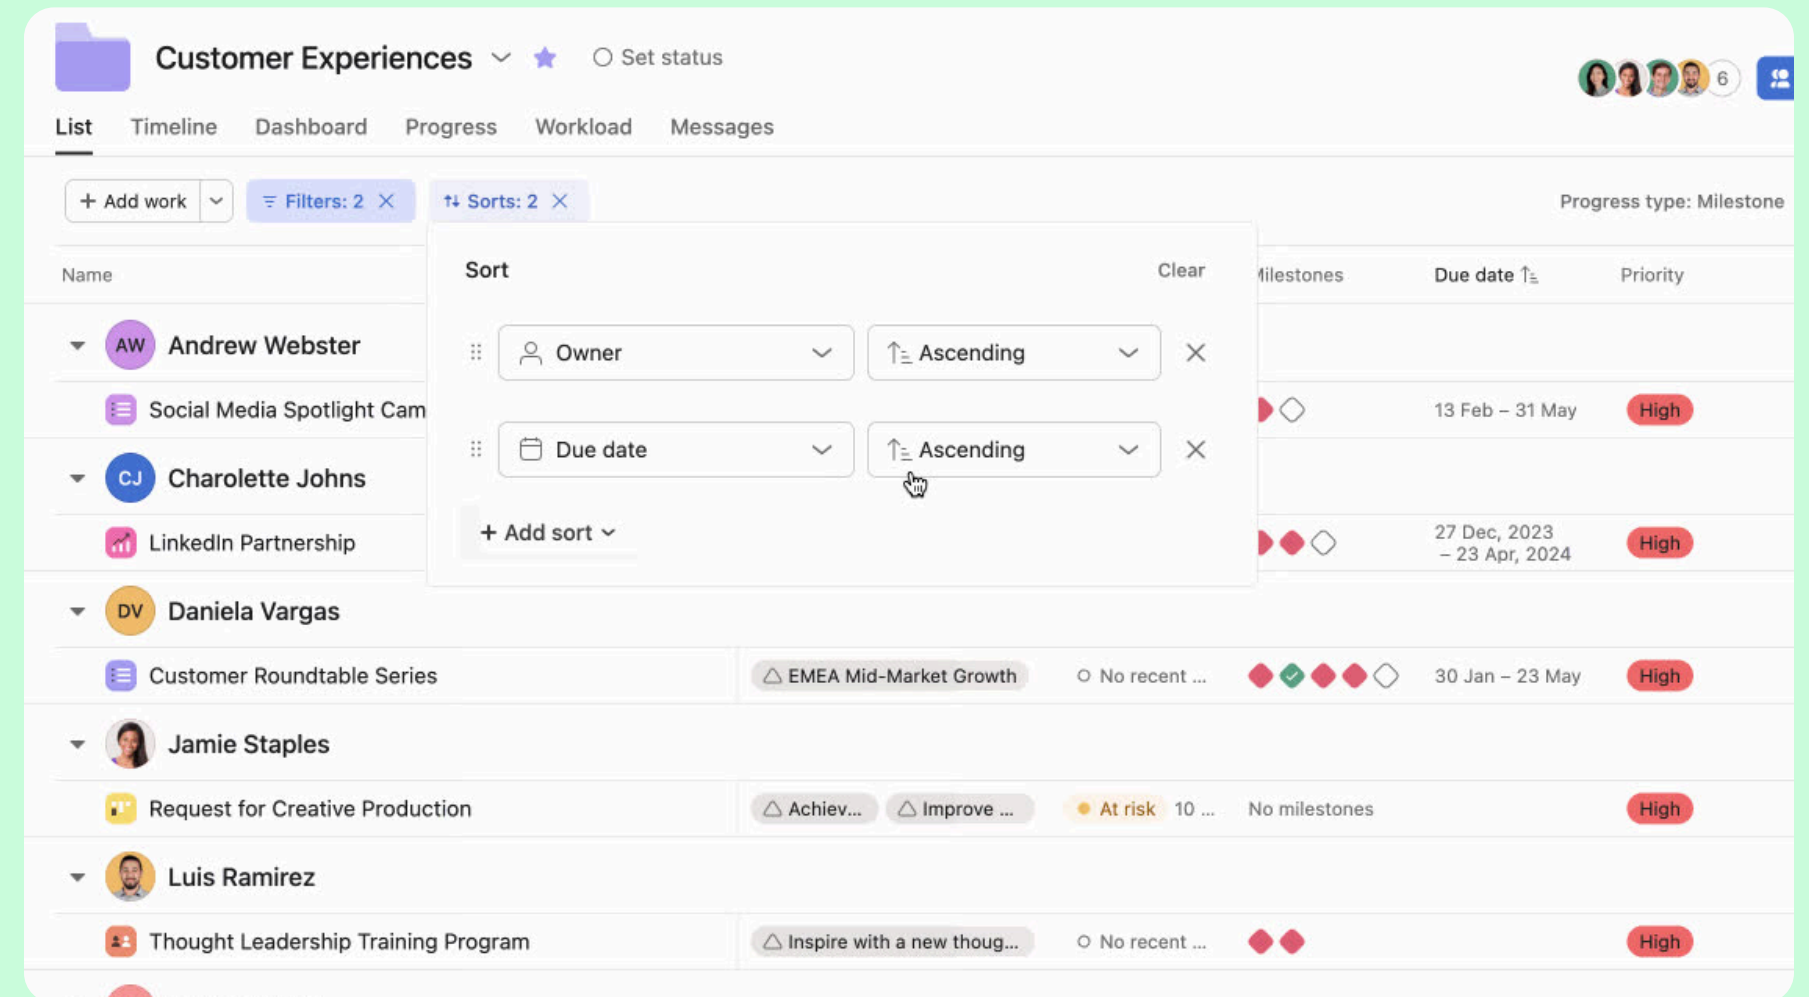 Customer Experiences
Set status
6
List Timeline Dashboard Progress Workload Messages
+ Add work
Filters: 2
Sorts: 2
Progress type: Milestone
Name
Milestones
Due date
Priority
Sort
Clear
Owner
Ascending
Due date
Ascending
+ Add sort
AW Andrew Webster
Social Media Spotlight Cam
13 Feb – 31 May
High
CJ Charolette Johns
LinkedIn Partnership
27 Dec, 2023
– 23 Apr, 2024
High
DV Daniela Vargas
Customer Roundtable Series
EMEA Mid-Market Growth
No recent ...
30 Jan – 23 May
High
Jamie Staples
Request for Creative Production
Achiev...
Improve ...
At risk 10 ...
No milestones
High
Luis Ramirez
Thought Leadership Training Program
Inspire with a new thoug...
No recent ...
High